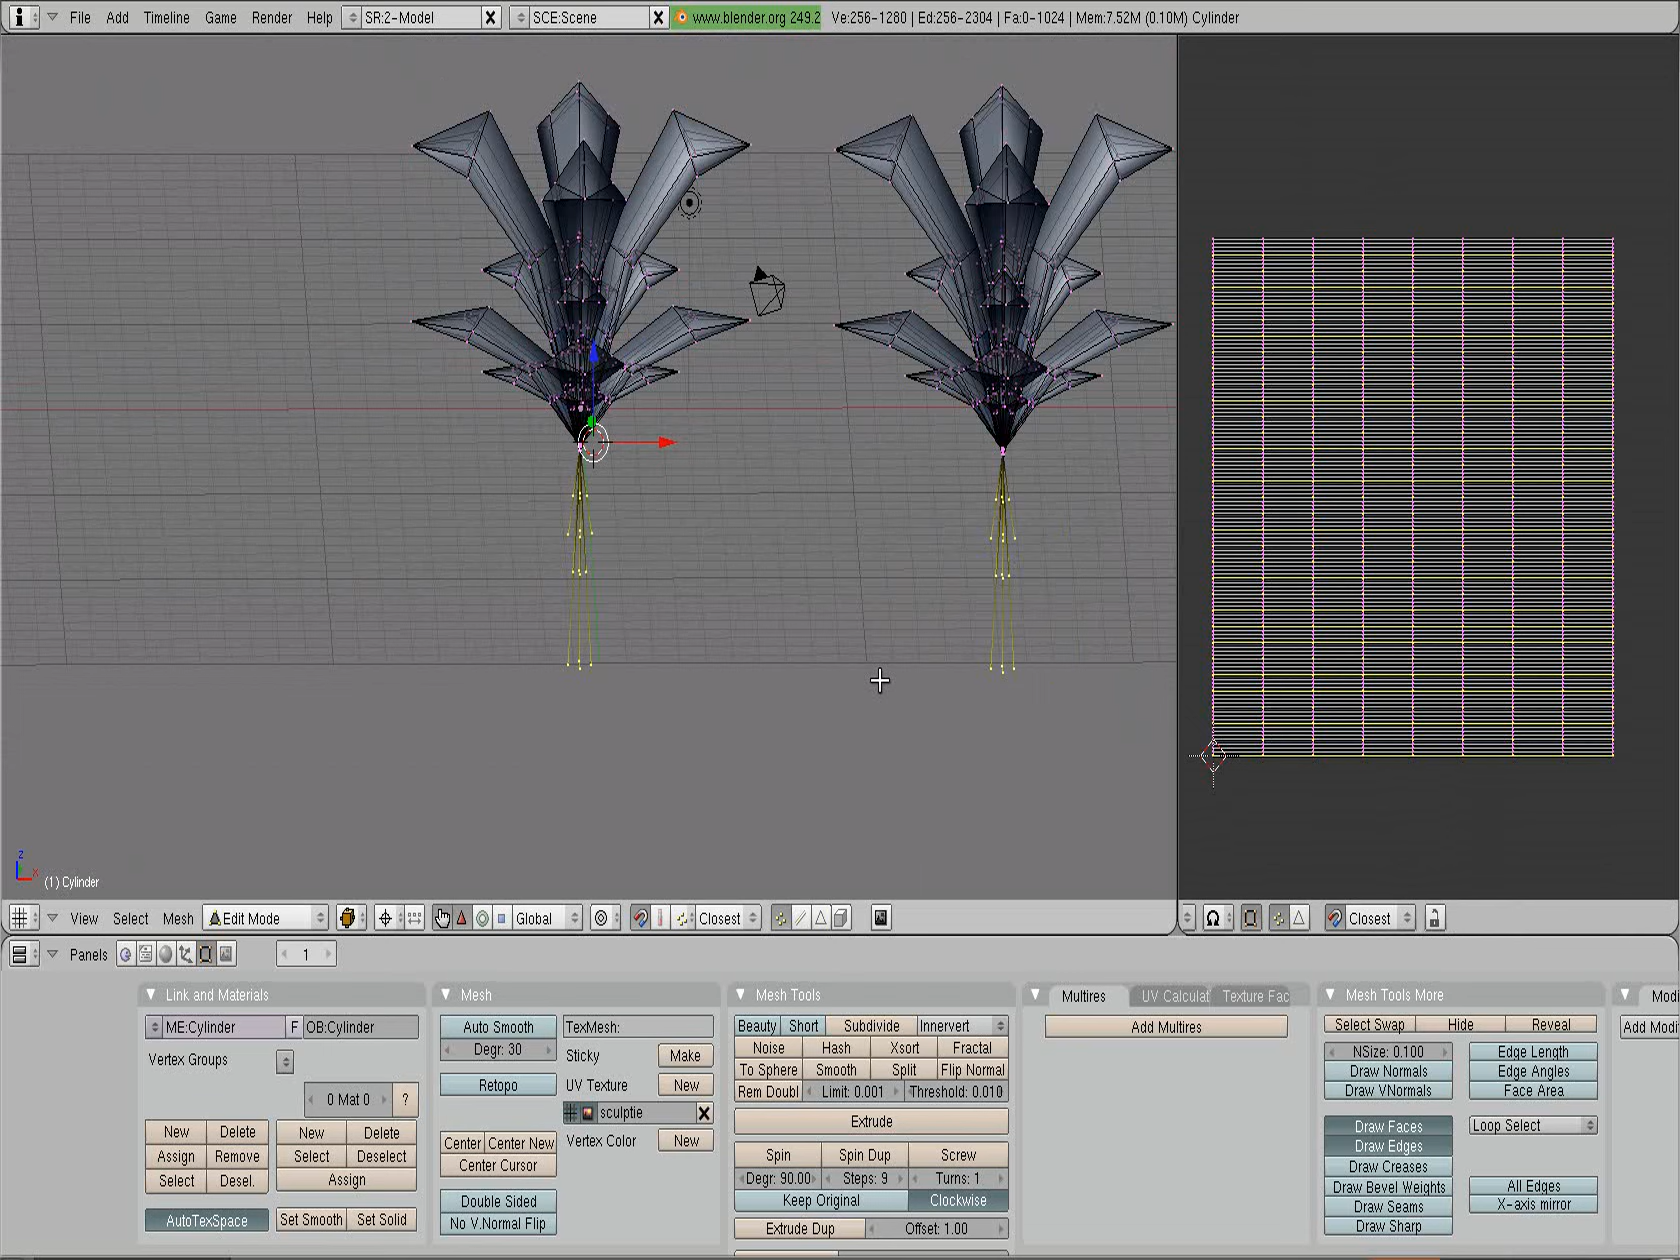 File Add Timeline Game Render Help SR:2-Model SCE:Scene www.blender.org 249.2 Ve:256-1280 | Ed:256-2304 | Fa:0-1024 | Mem:7.52M (0.10M) Cylinder
z
x
(1) Cylinder
View Select Mesh Edit Mode Global Closest Closest
Panels 1
Link and Materials Mesh Mesh Tools Multires UV Calculat Texture Fac Mesh Tools More Modi
ME:Cylinder F OB:Cylinder Auto Smooth TexMesh: Beauty Short Subdivide Innervert Add Multires Select Swap Hide Reveal Add Modi
Degr: 30 Noise Hash Xsort Fractal NSize: 0.100 Edge Length
Vertex Groups Sticky Make To Sphere Smooth Split Flip Normal Draw Normals Edge Angles
Retopo UV Texture New Rem Doubl Limit: 0.001 Threshold: 0.010 Draw VNormals Face Area
0 Mat 0 ? sculptie Extrude Draw Faces Loop Select
New Delete New Delete Center Center New Vertex Color New Draw Edges
Assign Remove Select Deselect Center Cursor Spin Spin Dup Screw Draw Creases
Select Desel. Assign Degr: 90.00 Steps: 9 Turns: 1 Draw Bevel Weights All Edges
Double Sided Keep Original Clockwise Draw Seams X-axis mirror
AutoTexSpace Set Smooth Set Solid No V.Normal Flip Extrude Dup Offset: 1.00 Draw Sharp